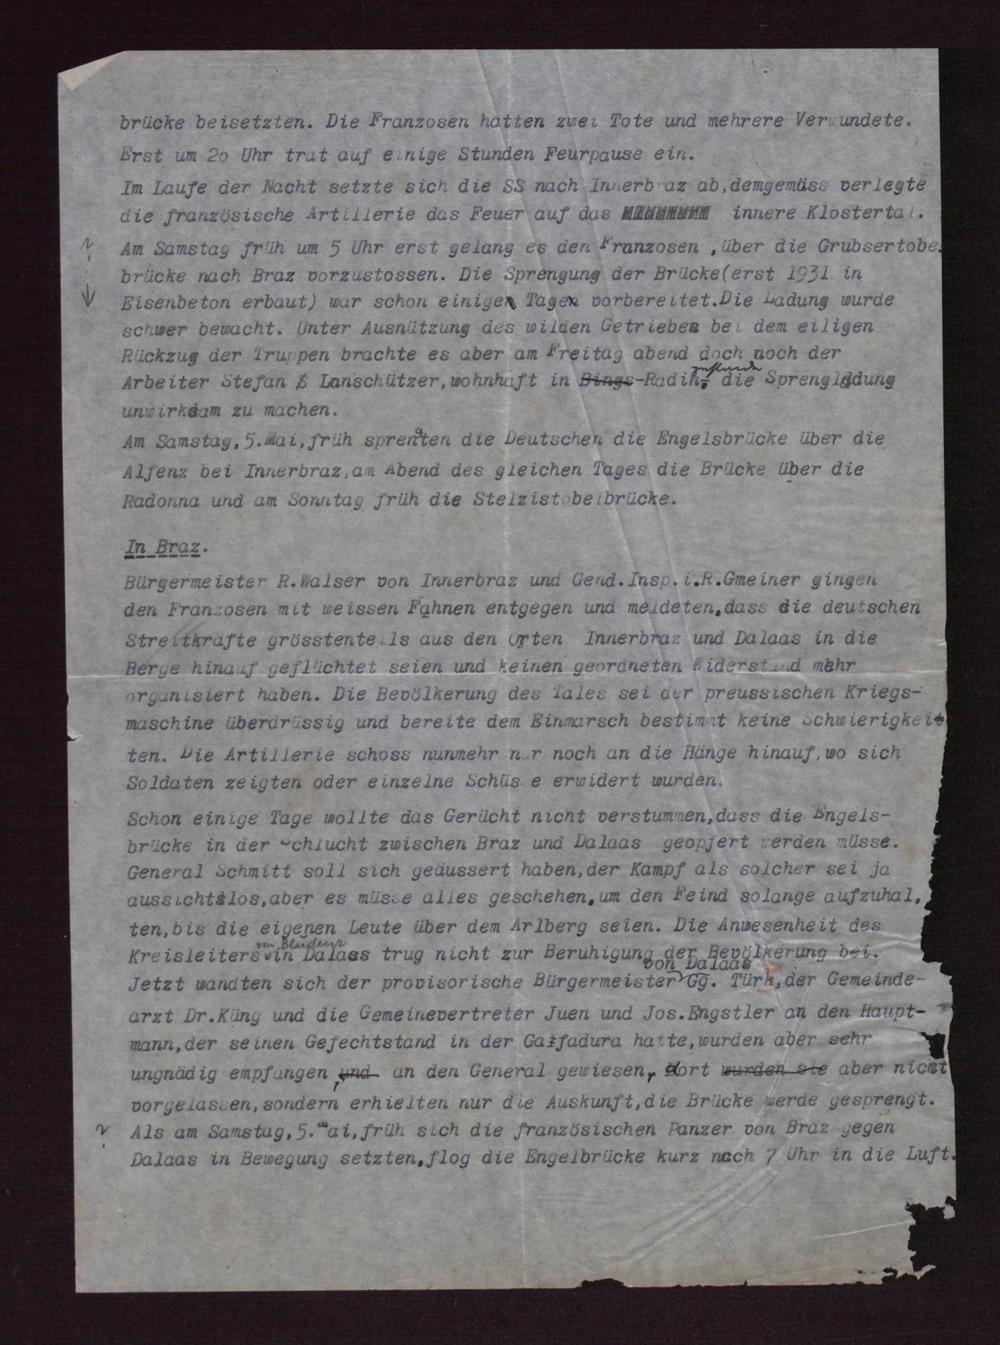 brücke beisetzten. Die Franzosen hatten zwei Tote und mehrere Verwundete.
Erst um 2o Uhr trat auf einige Stunden Feurpause ein.
Im Laufe der Nacht setzte sich die SS nach Innerbraz ab,demgemäss verlegte
die französische Artillerie das Feuer auf das innere Klostertal.
Am Samstag früh um 5 Uhr erst gelang es den Franzosen ,über die Grubsertobel
brücke nach Braz vorzustossen. Die Sprengung der Brücke(erst 1931 in
Eisenbeton erbaut) war schon einige Tage vorbereitet.Die Ladung wurde
schwer bewacht. Unter Ausnützung des wilden Getriebes bei dem eiligen
Rückzug der Truppen brachte es aber am Freitag abend doch noch der
Arbeiter Stefan Lanschützer,wohnhaft in Bings-Radin, die Sprengladung
unwirksam zu machen.
Am Samstag,5.Mai,früh sprengten die Deutschen die Engelsbrücke über die
Alfenz bei Innerbraz,am Abend des gleichen Tages die Brücke über die
Radonna und am Sonntag früh die Stelzistobelbrücke.
In Braz.
Bürgermeister R.Walser von Innerbraz und Gend.Insp.i.R.Gmeiner gingen
den Franzosen mit weissen Fahnen entgegen und meldeten,dass die deutschen
Streitkräfte grösstenteils aus den Orten Innerbraz und Dalaas in die
Berge hinauf geflüchtet seien und keinen geordneten Widerstand mehr
organisiert haben. Die Bevölkerung des Tales sei der preussischen Kriegs-
maschine überdrüssig und bereite dem Einmarsch bestimmt keine Schwierigkei
ten. Die Artillerie schoss nunmehr nur noch an die Hänge hinauf,wo sich
Soldaten zeigten oder einzelne Schüsse erwidert wurden.
Schon einige Tage wollte das Gerücht nicht verstummen,dass die Engels-
brücke in der Schlucht zwischen Braz und Dalaas geopfert werden müsse.
General Schmitt soll sich geäussert haben,der Kampf als solcher sei ja
aussichtslos,aber es müsse alles geschehen,um den Feind solange aufzuhal,
ten,bis die eigenen Leute über dem Arlberg seien. Die Anwesenheit des
von Bludenz
Kreisleiters in Dalaas trug nicht zur Beruhigung der Bevölkerung bei.
von Dalaas
Jetzt wandten sich der provisorische Bürgermeister Gg. Türk,der Gemeinde-
arzt Dr.Küng und die Gemeinevertreter Juen und Jos.Engstler an den Haupt-
mann,der seinen Gefechtstand in der Gafadura hatte,wurden aber sehr
ungnädig empfangen, und an den General gewiesen, dort wurden sie aber nicht
vorgelassen,sondern erhielten nur die Auskunft,die Brücke werde gesprengt.
Als am Samstag,5.Mai,früh sich die französischen Panzer von Braz gegen
Dalaas in Bewegung setzten,flog die Engelbrücke kurz nach 7 Uhr in die Luft.